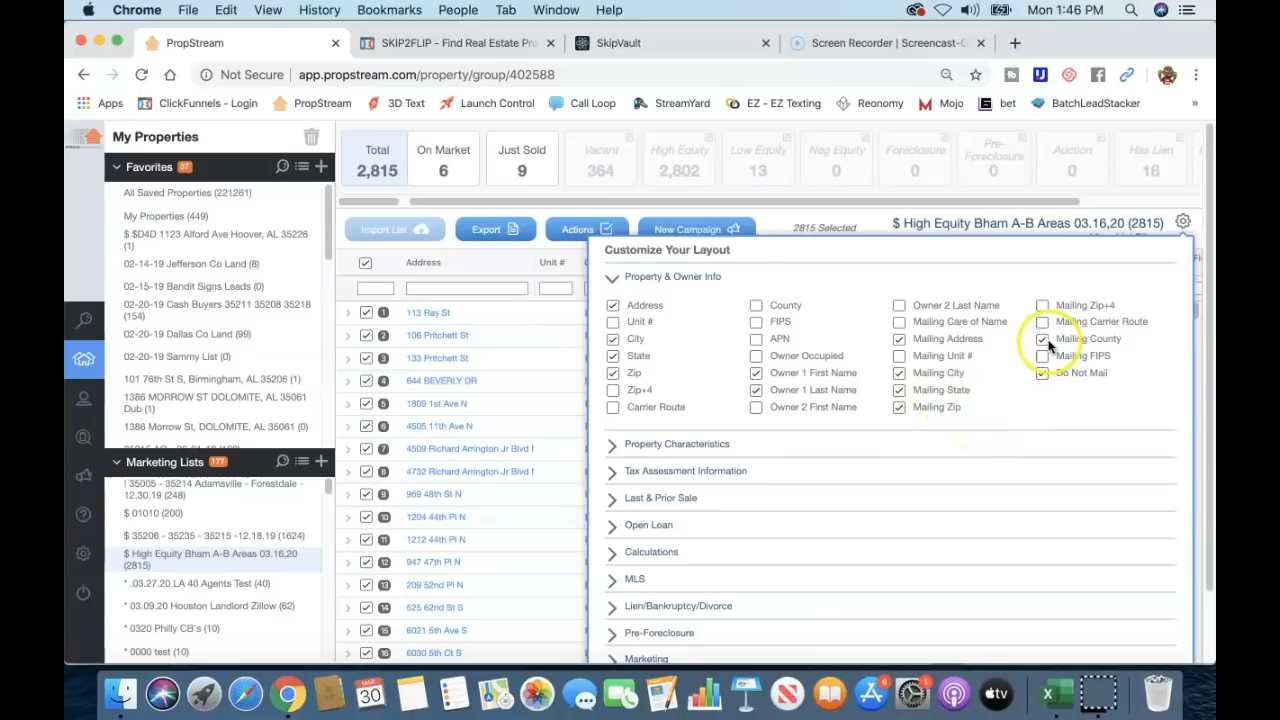 Chrome File Edit View History Bookmarks People Tab Window Help Mon 1:46 PM
PropStream SKIP2FLIP - Find Real Estate Pro SkipVault Screen Recorder | Screencast-O
Not Secure app.propstream.com/property/group/402588
Apps ClickFunnels - Login PropStream 3D Text Launch Control Call Loop StreamYard EZ - EZ Texting Reonomy Mojo bet BatchLeadStacker »
My Properties
Favorites 37
All Saved Properties (221261)
My Properties (449)
$ $D4D 1123 Alford Ave Hoover, AL 35226
(1)
02-14-19 Jefferson Co Land (8)
02-15-19 Bandit Signs Leads (0)
02-20-19 Cash Buyers 35211 35208 35218
(154)
02-20-19 Dallas Co Land (99)
02-20-19 Sammy List (0)
101 76th St S, Birmingham, AL 35206 (1)
1386 MORROW ST DOLOMITE, AL 35061
Dub (1)
1386 Morrow St, DOLOMITE, AL 35061 (0)
Marketing Lists 177
! 35005 - 35214 Adamsville - Forestdale -
12.30.19 (248)
$ 01010 (200)
$ 35206 - 35235 - 35215 -12.18.19 (1624)
$ High Equity Bham A-B Areas 03.16,20
(2815)
* .03.27.20 LA 40 Agents Test (40)
* 03.09.20 Houston Landlord Zillow (62)
* 0320 Philly CB's (10)
* 0000 test (10)
Total On Market Just Sold Vacant High Equity Low Equity Neg Equity Foreclosure Pre-Foreclosure Auction Has Lien
2,815 6 9 364 2,802 13 0 0 0 0 18
Import List Export Actions New Campaign 2815 Selected $ High Equity Bham A-B Areas 03.16,20 (2815)
Address Unit #
1 113 Ray St
2 106 Pritchett St
3 133 Pritchett St
4 644 BEVERLY DR
5 1809 1st Ave N
6 4505 11th Ave N
7 4509 Richard Arrington Jr Blvd
8 4732 Richard Arrington Jr Blvd
9 969 48th St N
10 1204 44th Pl N
11 1212 44th Pl N
12 947 47th Pl N
13 209 52nd Pl N
14 525 62nd St S
15 6021 5th Ave S
16 6030 5th Ct S
Customize Your Layout
Property & Owner Info
Address County Owner 2 Last Name Mailing Zip+4
Unit # FIPS Mailing Care of Name Mailing Carrier Route
City APN Mailing Address Mailing County
State Owner Occupied Mailing Unit # Mailing FIPS
Zip Owner 1 First Name Mailing City Do Not Mail
Zip+4 Owner 1 Last Name Mailing State
Carrier Route Owner 2 First Name Mailing Zip
Property Characteristics
Tax Assessment Information
Last & Prior Sale
Open Loan
Calculations
MLS
Lien/Bankruptcy/Divorce
Pre-Foreclosure
Marketing
MAR
30
tv